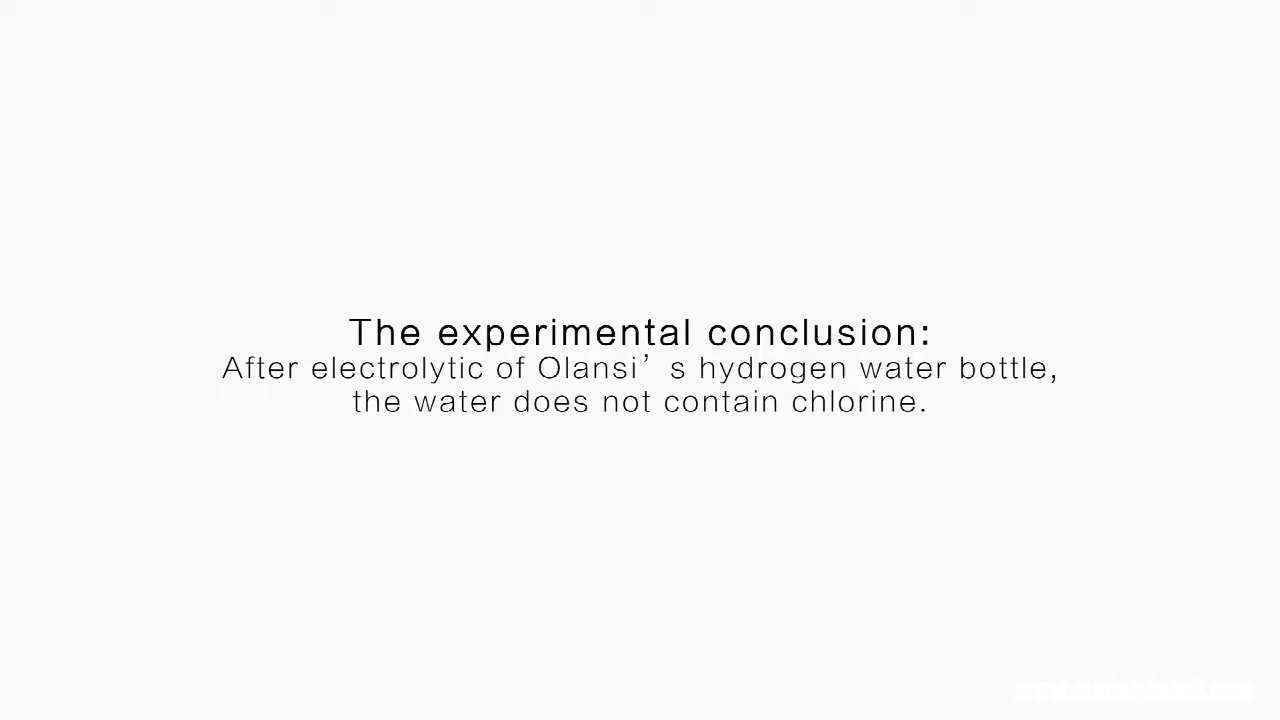 The experimental conclusion:
After electrolytic of Olansi’s hydrogen water bottle,
the water does not contain chlorine.